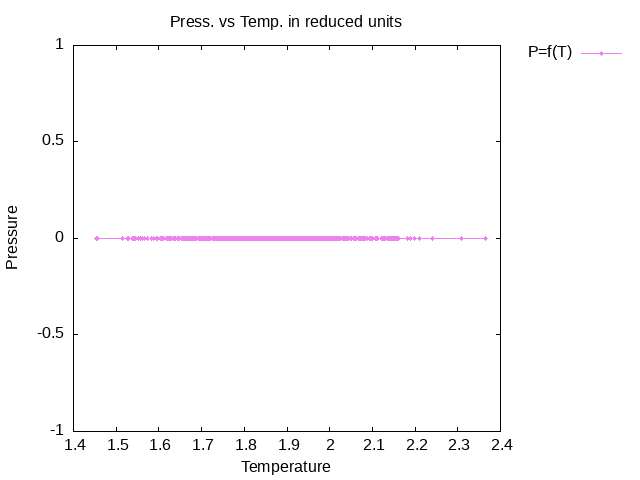 Press. vs Temp. in reduced units
P=f(T)
1
0.5
0
-0.5
-1
Pressure
1.4 1.5 1.6 1.7 1.8 1.9 2 2.1 2.2 2.3 2.4
Temperature